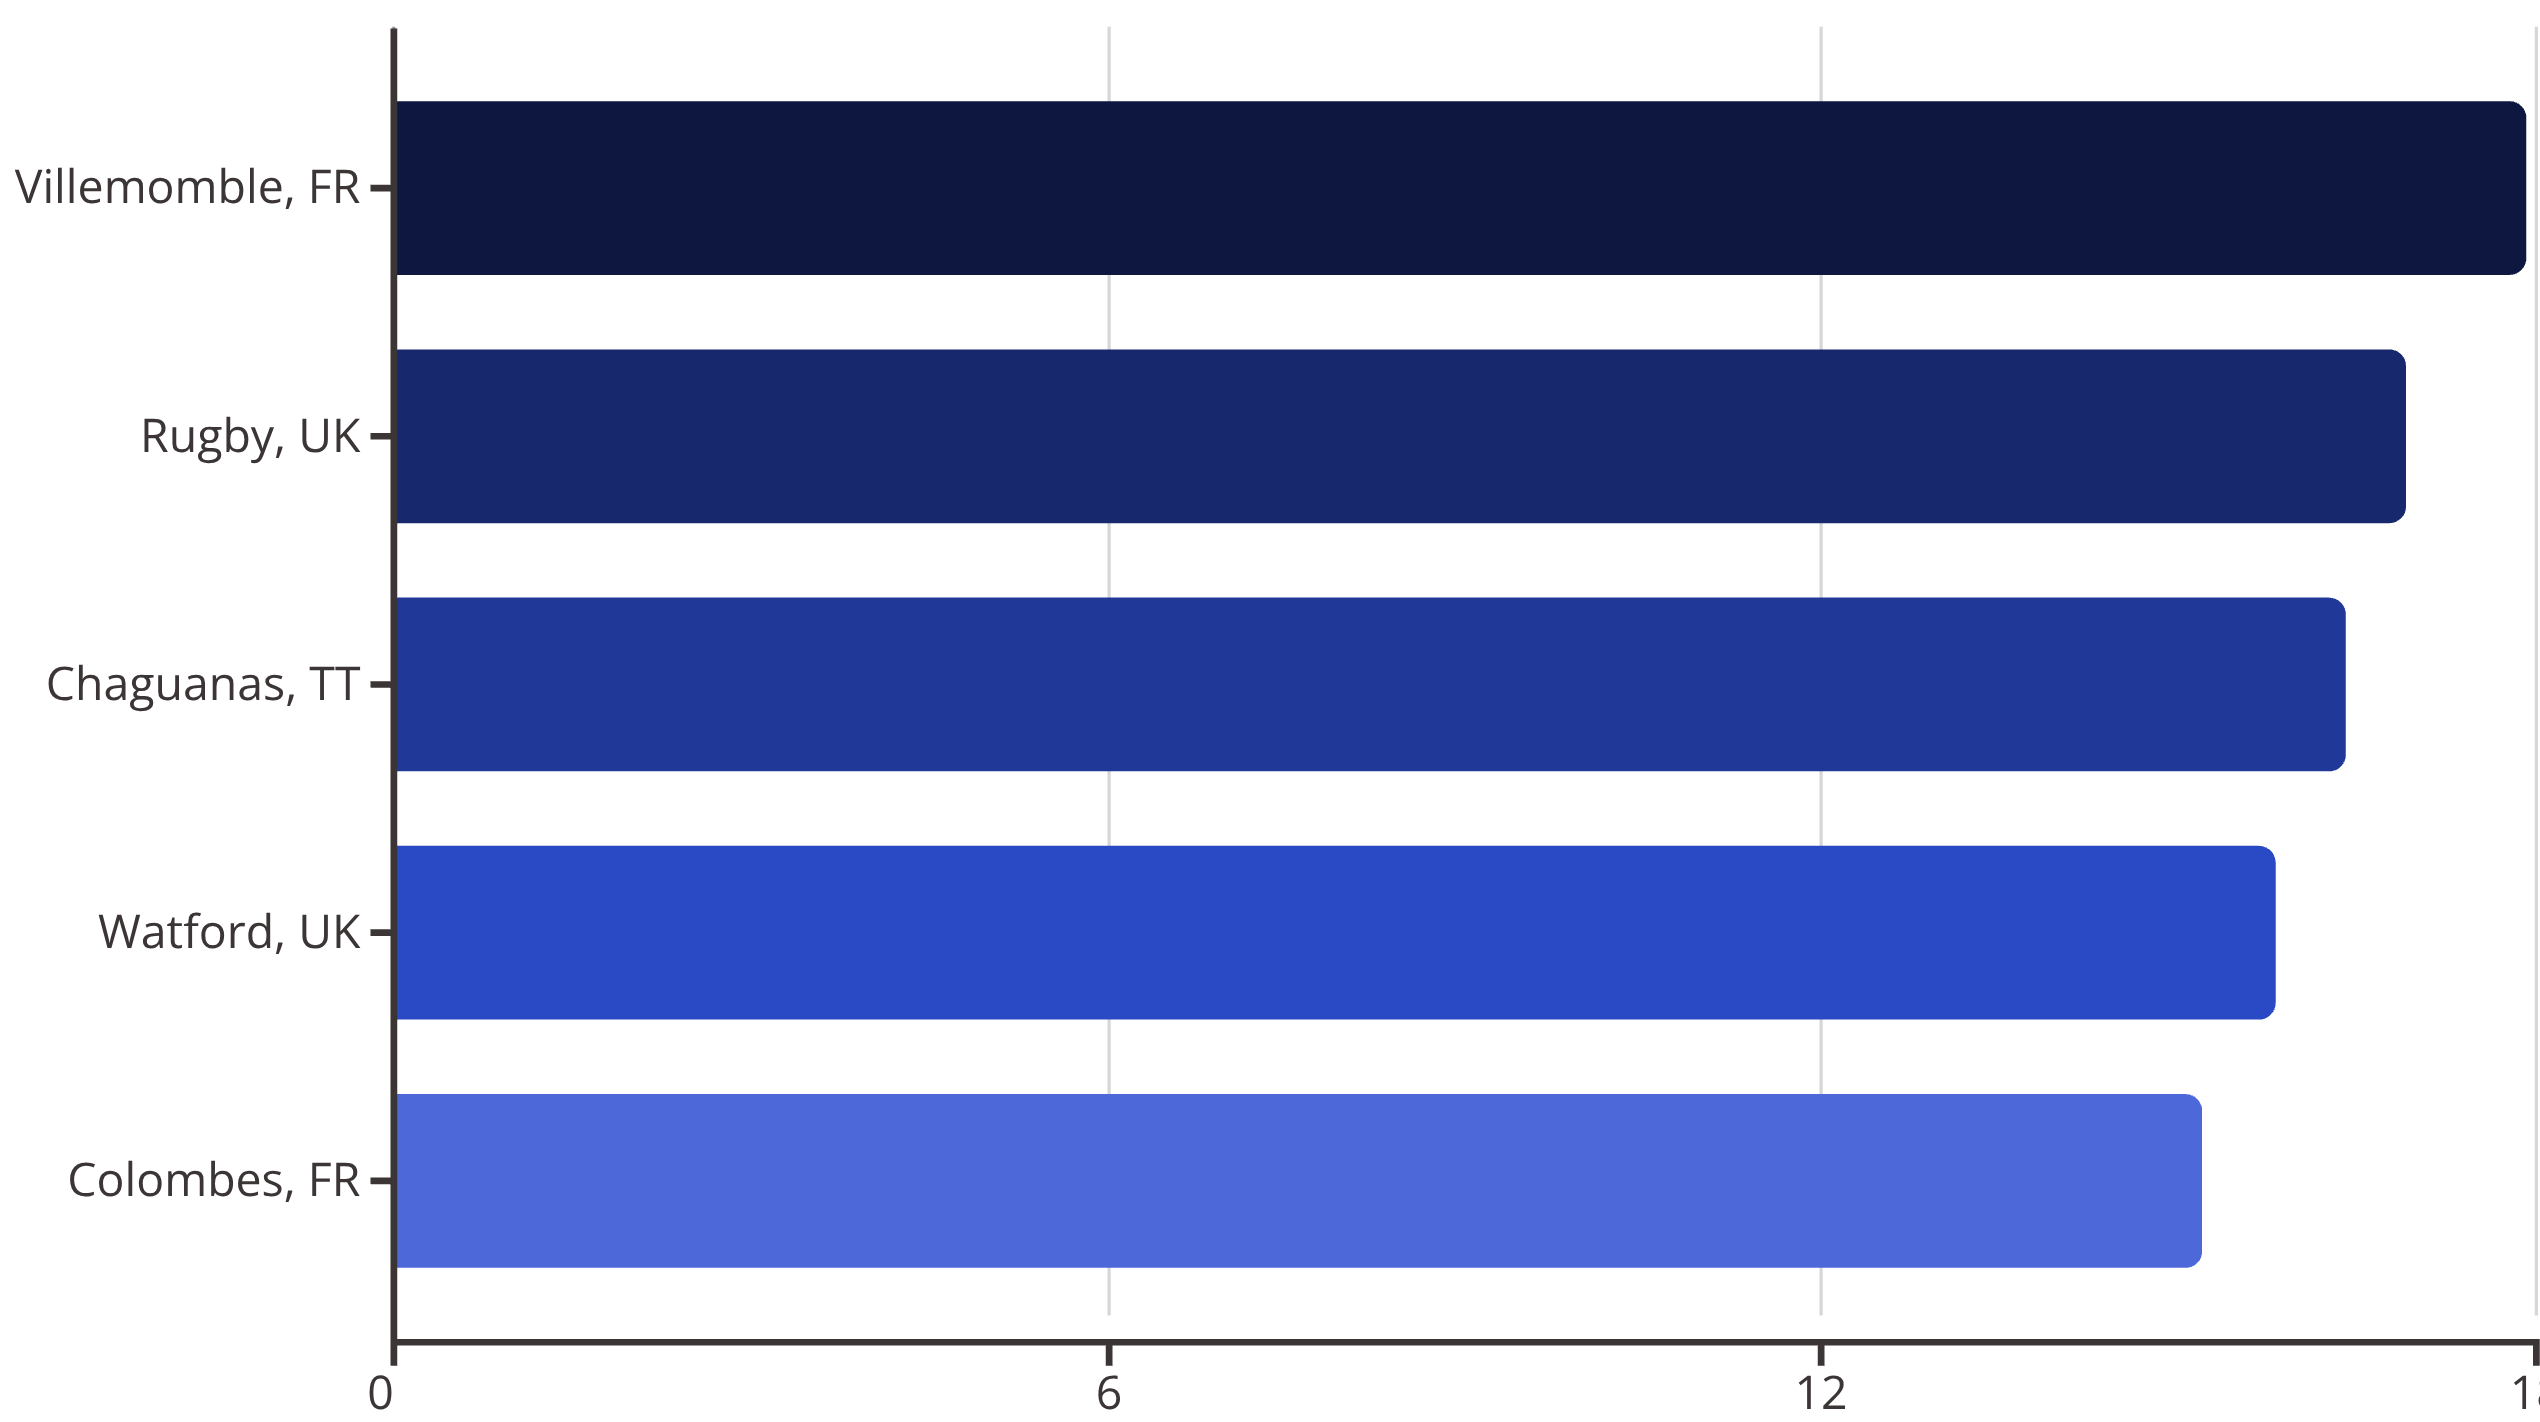 Villemomble, FR
Rugby, UK
Chaguanas, TT
Watford, UK
Colombes, FR
0 6 12